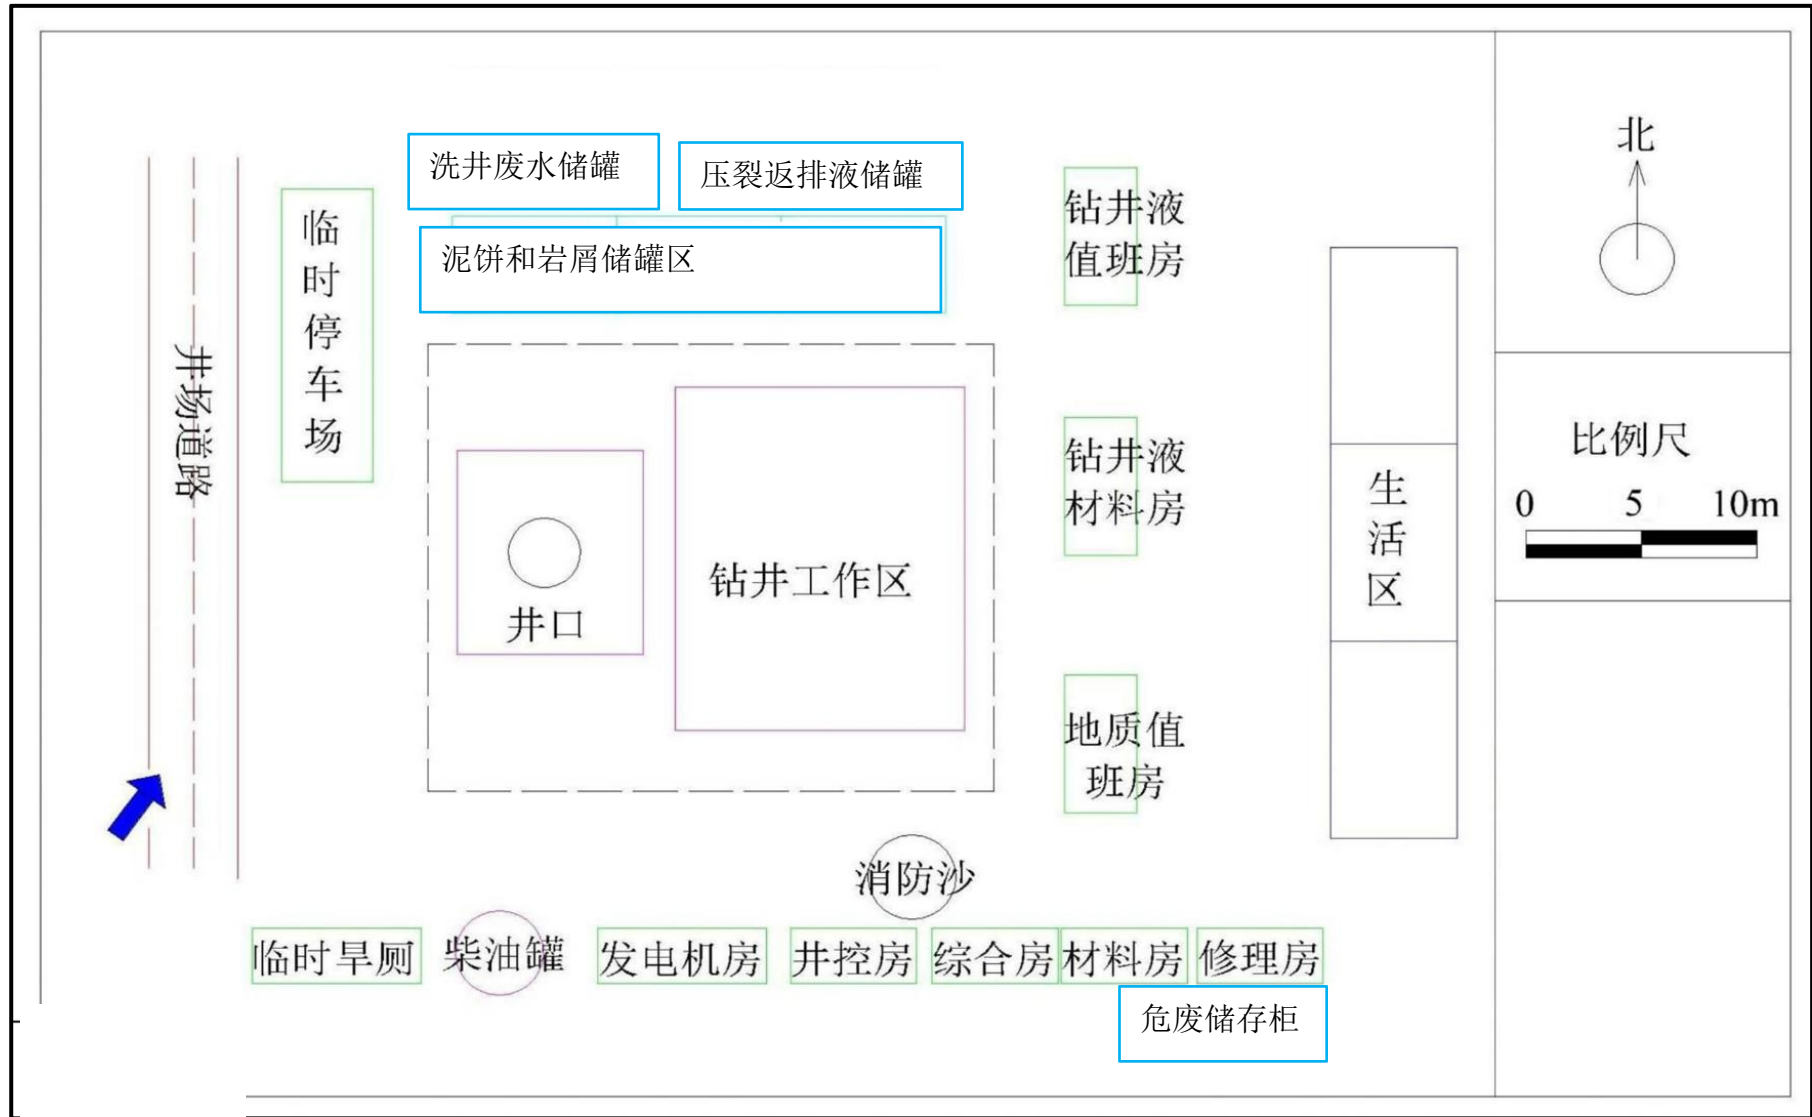 洗井废水储罐
压裂返排液储罐
泥饼和岩屑储罐区
临时停车场
井场道路
钻井液
值班房
钻井液
材料房
地质值
班房
井口
钻井工作区
生活区
北
比例尺
0 5 10m
消防沙
临时旱厕
柴油罐
发电机房
井控房
综合房
材料房
修理房
危废储存柜